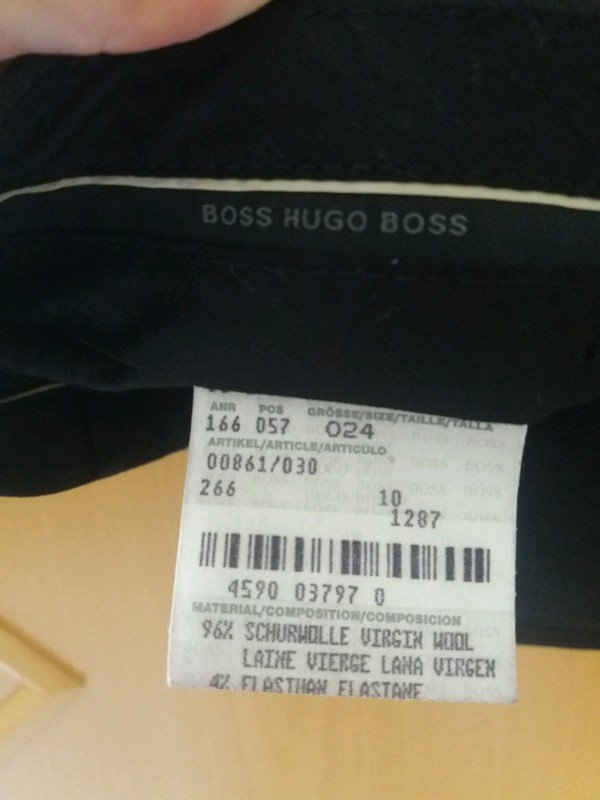 BOSS HUGO BOSS
ANR POS GRÖSSE/SIZE/TAILLE/TALLA
166 057 024
ARTIKEL/ARTICLE/ARTICULO
00861/030
266 10
1287
4590 03797 0
MATERIAL/COMPOSITION/COMPOSICION
96% SCHURWOLLE VIRGIN WOOL
LAINE VIERGE LANA VIRGEN
4% ELASTHAN ELASTANE